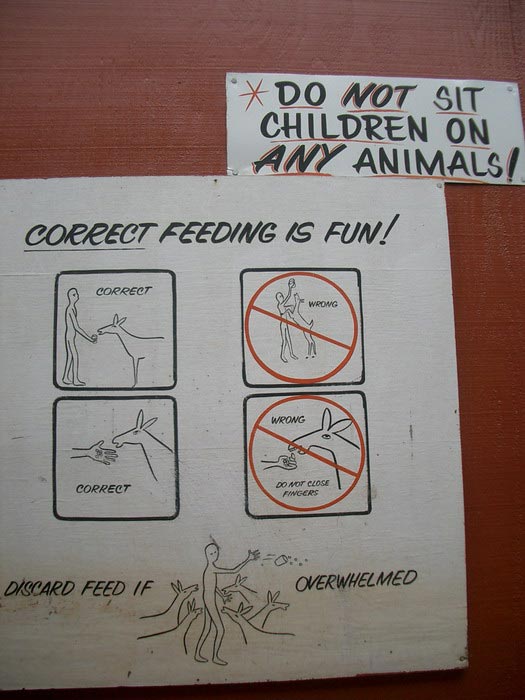 * DO NOT SIT
CHILDREN ON
ANY ANIMALS!
CORRECT FEEDING IS FUN!
CORRECT
WRONG
CORRECT
WRONG
DO NOT CLOSE
FINGERS
DISCARD FEED IF OVERWHELMED